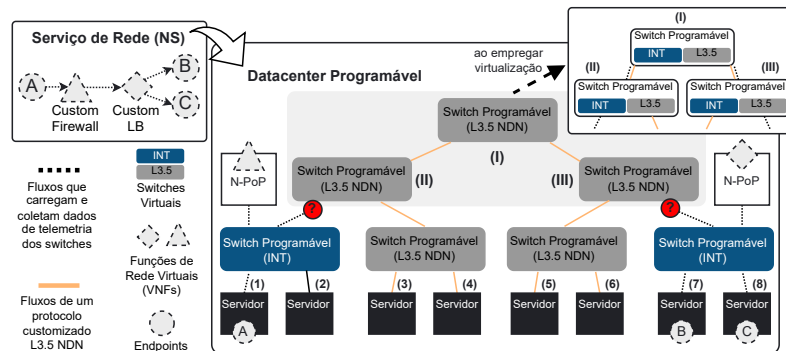 Serviço de Rede (NS)
A
B
C
Custom
Firewall
Custom
LB
Fluxos que
carregam e
coletam dados
de telemetria
dos switches
INT
L3.5
Switches
Virtuais
Funções de
Rede Virtuais
(VNFs)
Fluxos de um
protocolo
customizado
L3.5 NDN
Endpoints
Datacenter Programável
ao empregar
virtualização
(I)
Switch Programável
INT
L3.5
(II)
(III)
Switch Programável
INT
L3.5
Switch Programável
INT
L3.5
Switch Programável
(L3.5 NDN)
(I)
N-PoP
Switch Programável
(L3.5 NDN)
(II)
(III)
Switch Programável
(L3.5 NDN)
N-PoP
?
?
Switch Programável
(INT)
Switch Programável
(L3.5 NDN)
Switch Programável
(L3.5 NDN)
Switch Programável
(INT)
(1)
(2)
(3)
(4)
(5)
(6)
(7)
(8)
Servidor
Servidor
Servidor
Servidor
Servidor
Servidor
Servidor
Servidor
A
B
C